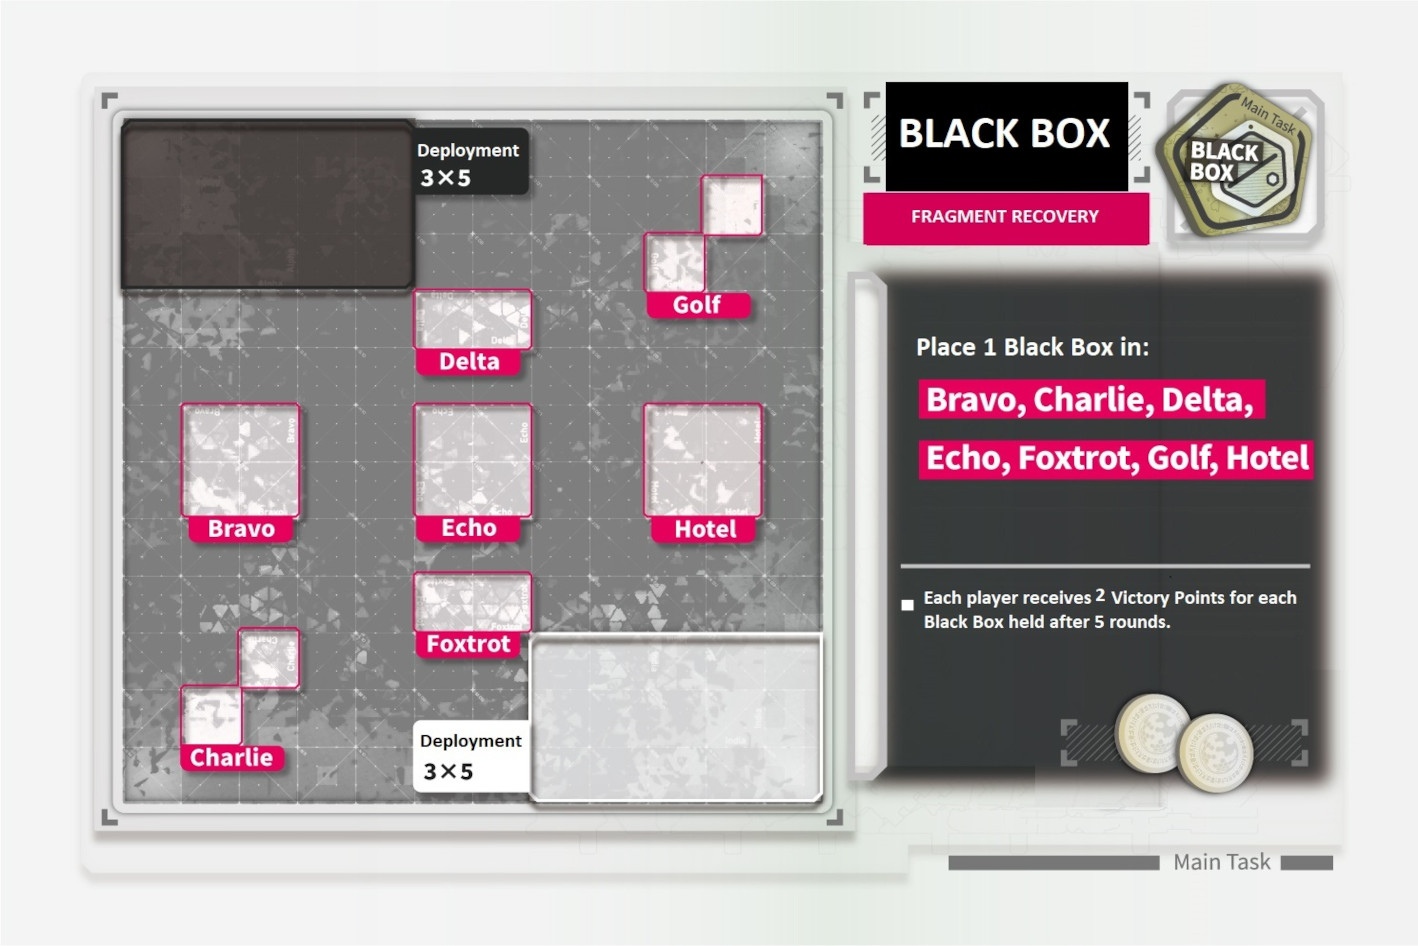 Deployment
3×5
Golf
Delta
Bravo
Echo
Hotel
Foxtrot
Charlie
Deployment
3×5
BLACK BOX
FRAGMENT RECOVERY
Main Task
BLACK
BOX
Place 1 Black Box in:
Bravo, Charlie, Delta,
Echo, Foxtrot, Golf, Hotel
Each player receives 2 Victory Points for each
Black Box held after 5 rounds.
Main Task